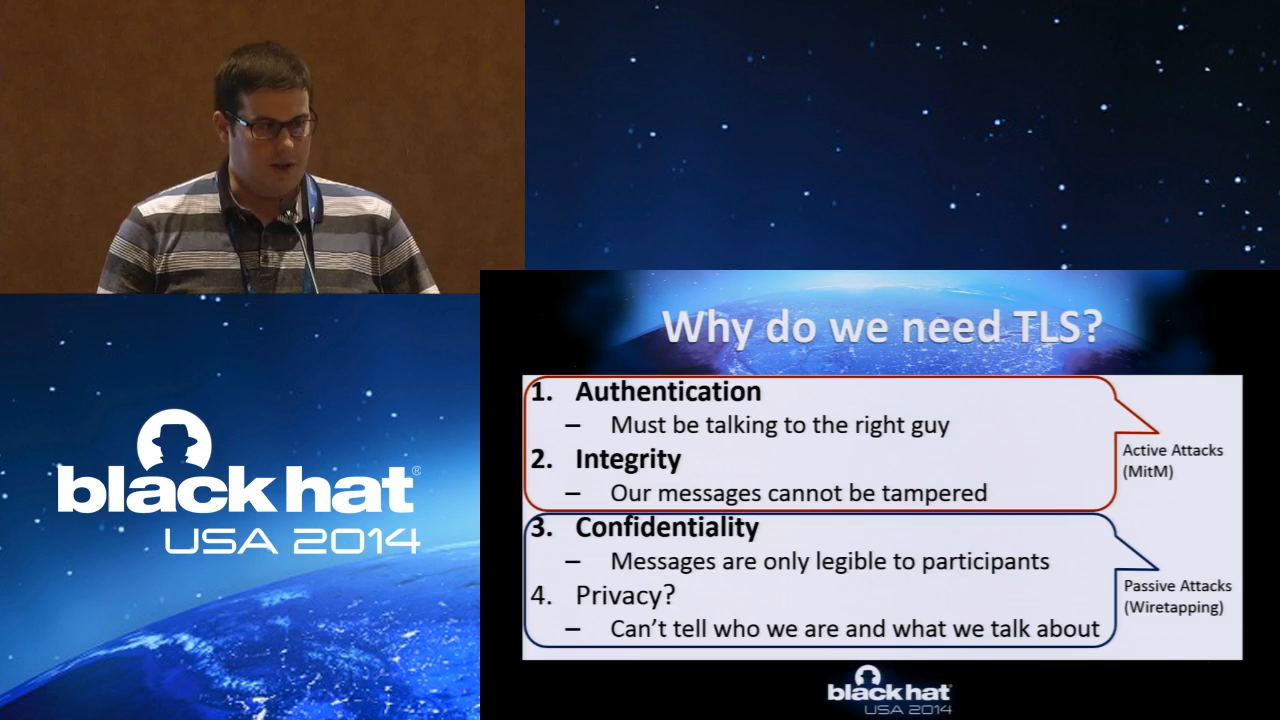 black hat®
USA 2014
Why do we need TLS?
1. Authentication
– Must be talking to the right guy
2. Integrity
– Our messages cannot be tampered
Active Attacks
(MitM)
3. Confidentiality
– Messages are only legible to participants
4. Privacy?
– Can’t tell who we are and what we talk about
Passive Attacks
(Wiretapping)
black hat®
USA 2014